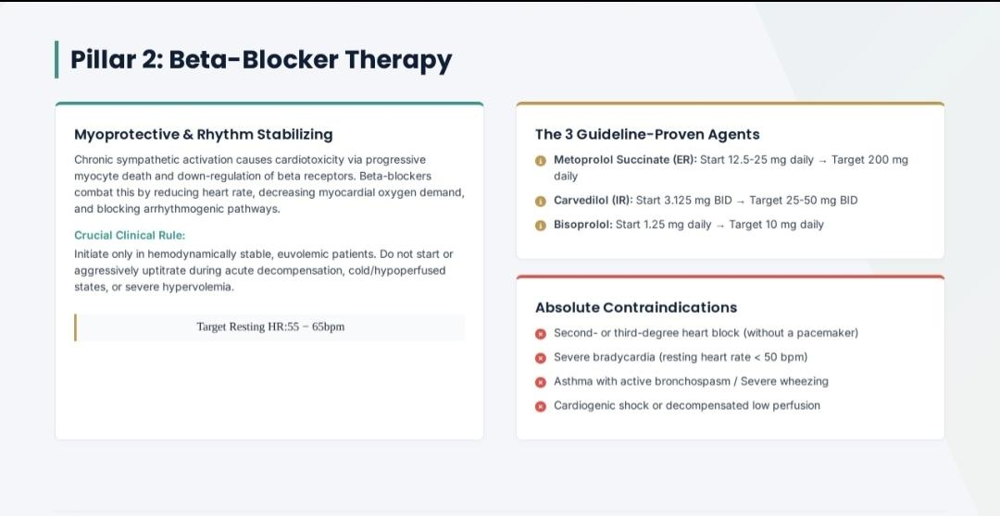 Pillar 2: Beta-Blocker Therapy
Myoprotective & Rhythm Stabilizing
Chronic sympathetic activation causes cardiotoxicity via progressive
myocyte death and down-regulation of beta receptors. Beta-blockers
combat this by reducing heart rate, decreasing myocardial oxygen demand,
and blocking arrhythmogenic pathways.
Crucial Clinical Rule:
Initiate only in hemodynamically stable, euvolemic patients. Do not start or
aggressively uptitrate during acute decompensation, cold/hypoperfused
states, or severe hypervolemia.
Target Resting HR:55 − 65bpm
The 3 Guideline-Proven Agents
Metoprolol Succinate (ER): Start 12.5-25 mg daily → Target 200 mg
daily
Carvedilol (IR): Start 3.125 mg BID → Target 25-50 mg BID
Bisoprolol: Start 1.25 mg daily → Target 10 mg daily
Absolute Contraindications
Second- or third-degree heart block (without a pacemaker)
Severe bradycardia (resting heart rate < 50 bpm)
Asthma with active bronchospasm / Severe wheezing
Cardiogenic shock or decompensated low perfusion